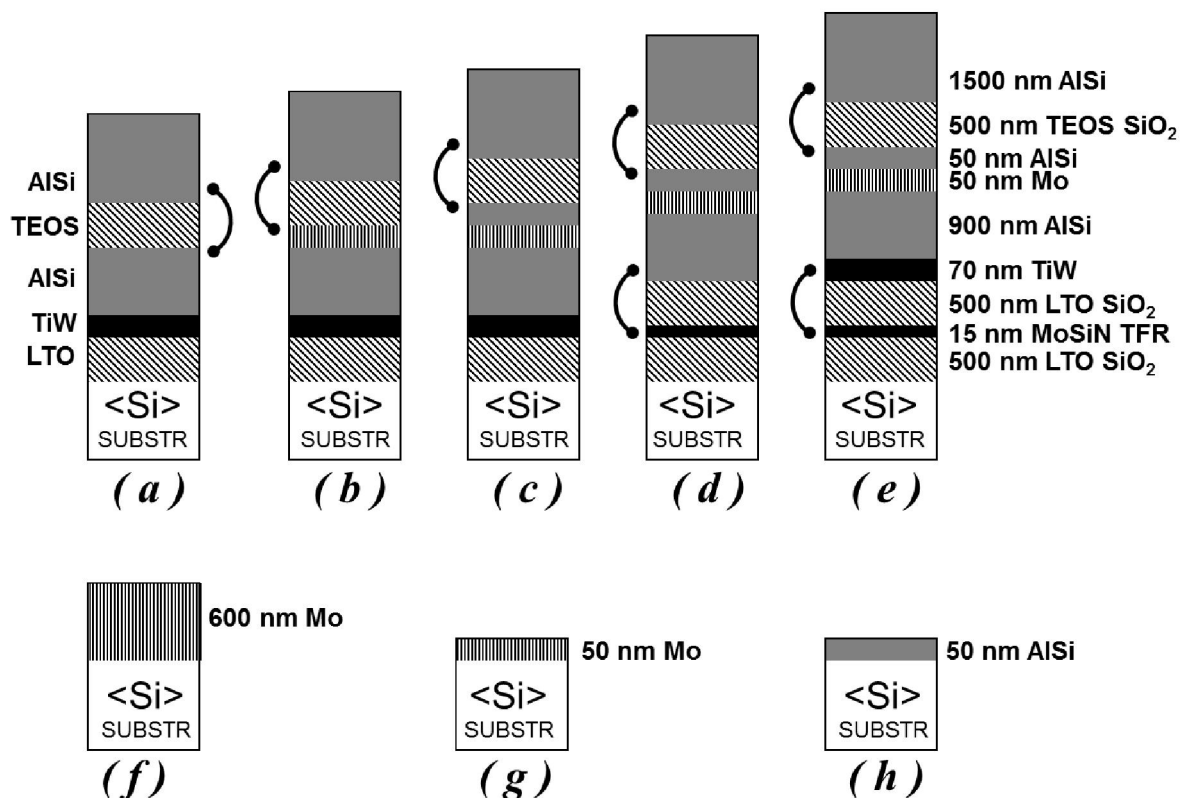 AlSi
TEOS
AlSi
TiW
LTO
1500 nm AlSi
500 nm TEOS SiO₂
50 nm AlSi
50 nm Mo
900 nm AlSi
70 nm TiW
500 nm LTO SiO₂
15 nm MoSiN TFR
500 nm LTO SiO₂
<Si>
SUBSTR
<Si>
SUBSTR
<Si>
SUBSTR
<Si>
SUBSTR
<Si>
SUBSTR
( a )
( b )
( c )
( d )
( e )
600 nm Mo
50 nm Mo
50 nm AlSi
<Si>
SUBSTR
<Si>
SUBSTR
<Si>
SUBSTR
( f )
( g )
( h )